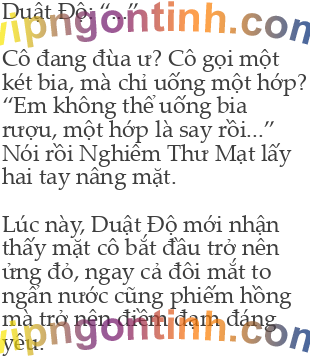 Duật Độ: “...”
vipngontinh.com
Cô đang đùa ư? Cô gọi một
két bia, mà chỉ uống một hớp?
“Em không thể uống bia
rượu, một hớp là say rồi...”
Nói rồi Nghiêm Thư Mạt lấy
hai tay nâng mặt.
Lúc này, Duật Độ mới nhận
thấy mặt cô bắt đầu trở nên
ửng đỏ, ngay cả đôi mắt to
ngần nước cũng phiếm hồng
mà trở nên điềm đạm đáng
yêu.
vipngontinh.com